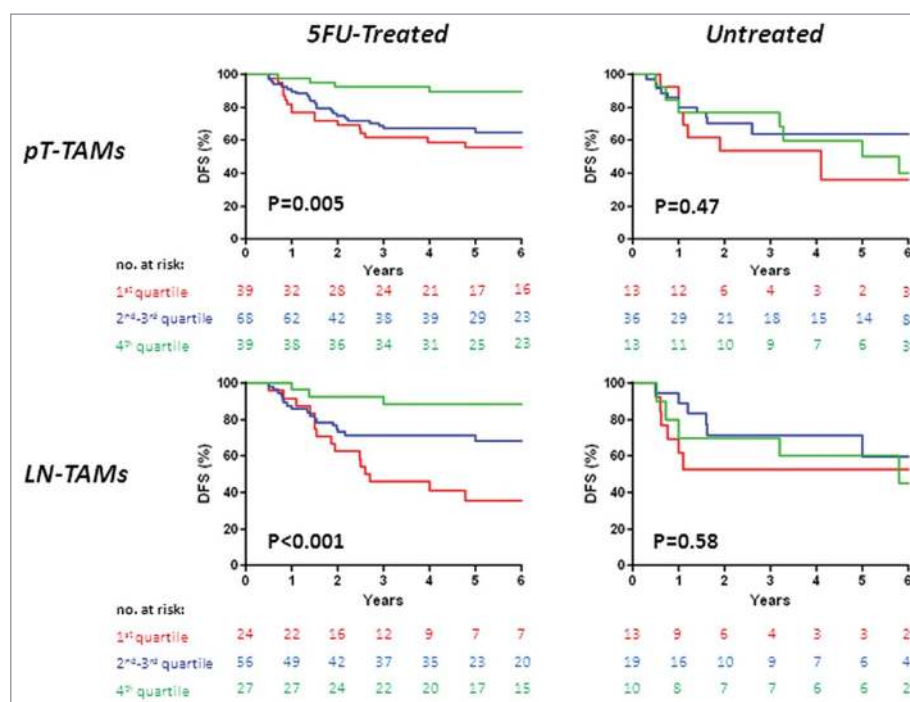 5FU-Treated Untreated
pT-TAMs
DFS (%)
100
80
60
40
20
0
P=0.005
0 1 2 3 4 5 6
Years
DFS (%)
100
80
60
40
20
0
P=0.47
0 1 2 3 4 5 6
Years
no. at risk:
1st quartile 39 32 28 24 21 17 16 13 12 6 4 3 2 3
2nd-3rd quartile 68 62 42 38 39 29 23 36 29 21 18 15 14 8
4th quartile 39 38 36 34 31 25 23 13 11 10 9 7 6 3
LN-TAMs
DFS (%)
100
80
60
40
20
0
P<0.001
0 1 2 3 4 5 6
Years
DFS (%)
100
80
60
40
20
0
P=0.58
0 1 2 3 4 5 6
Years
no. at risk:
1st quartile 24 22 16 12 9 7 7 13 9 6 4 3 3 2
2nd-3rd quartile 56 49 42 37 35 23 20 19 16 10 9 7 6 4
4th quartile 27 27 24 22 20 17 15 10 8 7 7 6 6 2